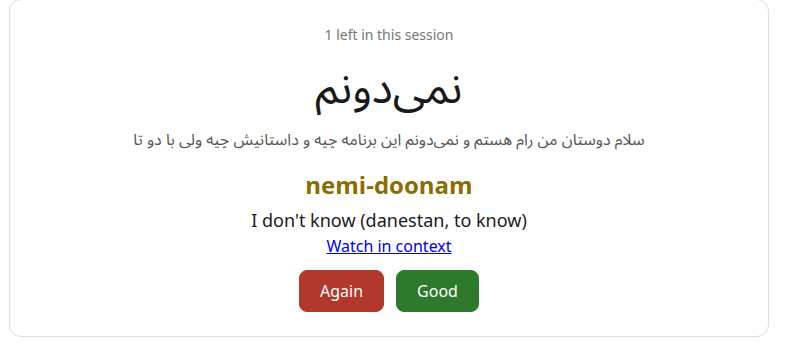 1 left in this session
نمی‌دونم
سلام دوستان من رام هستم و نمی‌دونم این برنامه چیه و داستانیش چیه ولی با دو تا
nemi-doonam
I don't know (danestan, to know)
Watch in context
Again
Good